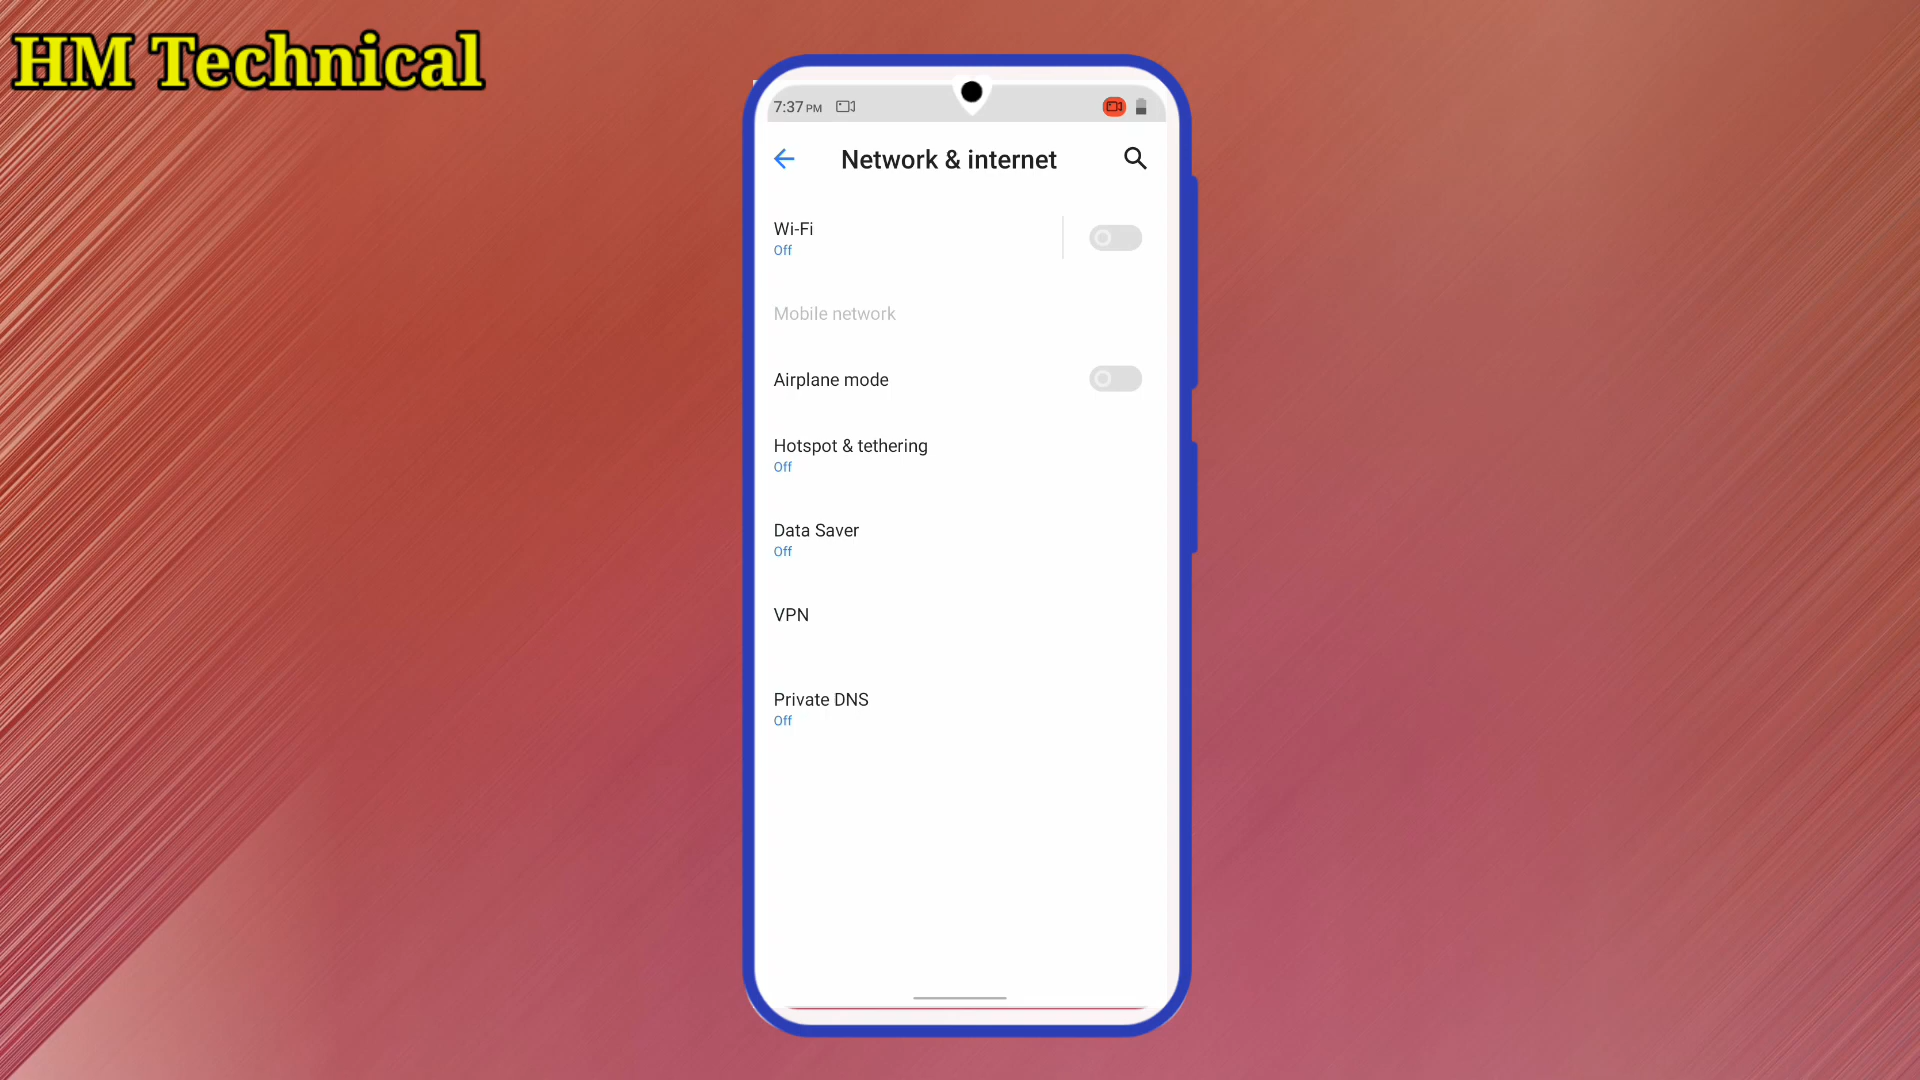 HM Technical
7:37 PM
Network & internet
Wi-Fi
Off
Mobile network
Airplane mode
Hotspot & tethering
Off
Data Saver
Off
VPN
Private DNS
Off